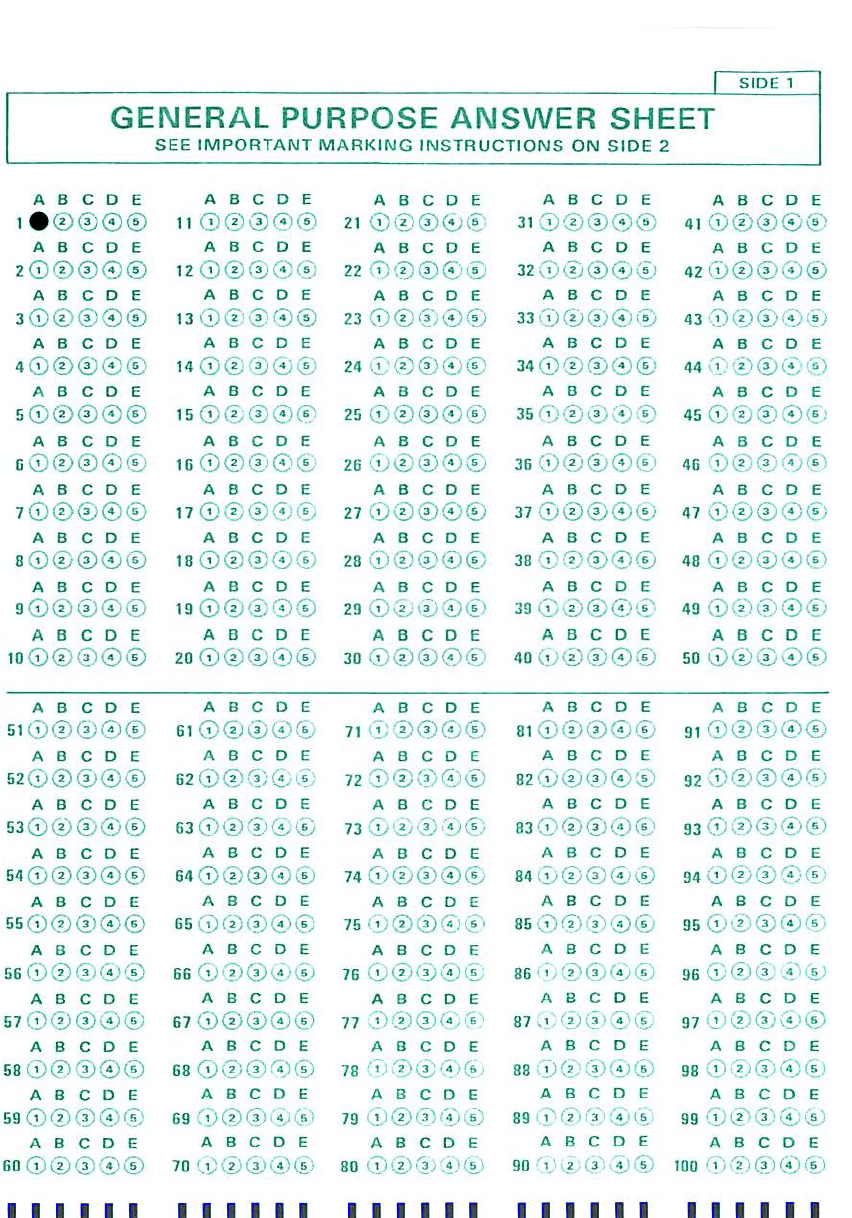 SIDE 1
GENERAL PURPOSE ANSWER SHEET
SEE IMPORTANT MARKING INSTRUCTIONS ON SIDE 2
A B C D E A B C D E A B C D E A B C D E A B C D E
1 2 3 4 5 11 1 2 3 4 5 21 1 2 3 4 5 31 1 2 3 4 5 41 1 2 3 4 5
A B C D E A B C D E A B C D E A B C D E A B C D E
2 1 2 3 4 5 12 1 2 3 4 5 22 1 2 3 4 5 32 1 2 3 4 5 42 1 2 3 4 5
A B C D E A B C D E A B C D E A B C D E A B C D E
3 1 2 3 4 5 13 1 2 3 4 5 23 1 2 3 4 5 33 1 2 3 4 5 43 1 2 3 4 5
A B C D E A B C D E A B C D E A B C D E A B C D E
4 1 2 3 4 5 14 1 2 3 4 5 24 1 2 3 4 5 34 1 2 3 4 5 44 1 2 3 4 5
A B C D E A B C D E A B C D E A B C D E A B C D E
5 1 2 3 4 5 15 1 2 3 4 5 25 1 2 3 4 5 35 1 2 3 4 5 45 1 2 3 4 5
A B C D E A B C D E A B C D E A B C D E A B C D E
6 1 2 3 4 5 16 1 2 3 4 5 26 1 2 3 4 5 36 1 2 3 4 5 46 1 2 3 4 5
A B C D E A B C D E A B C D E A B C D E A B C D E
7 1 2 3 4 5 17 1 2 3 4 5 27 1 2 3 4 5 37 1 2 3 4 5 47 1 2 3 4 5
A B C D E A B C D E A B C D E A B C D E A B C D E
8 1 2 3 4 5 18 1 2 3 4 5 28 1 2 3 4 5 38 1 2 3 4 5 48 1 2 3 4 5
A B C D E A B C D E A B C D E A B C D E A B C D E
9 1 2 3 4 5 19 1 2 3 4 5 29 1 2 3 4 5 39 1 2 3 4 5 49 1 2 3 4 5
A B C D E A B C D E A B C D E A B C D E A B C D E
10 1 2 3 4 5 20 1 2 3 4 5 30 1 2 3 4 5 40 1 2 3 4 5 50 1 2 3 4 5
A B C D E A B C D E A B C D E A B C D E A B C D E
51 1 2 3 4 5 61 1 2 3 4 5 71 1 2 3 4 5 81 1 2 3 4 5 91 1 2 3 4 5
A B C D E A B C D E A B C D E A B C D E A B C D E
52 1 2 3 4 5 62 1 2 3 4 5 72 1 2 3 4 5 82 1 2 3 4 5 92 1 2 3 4 5
A B C D E A B C D E A B C D E A B C D E A B C D E
53 1 2 3 4 5 63 1 2 3 4 5 73 1 2 3 4 5 83 1 2 3 4 5 93 1 2 3 4 5
A B C D E A B C D E A B C D E A B C D E A B C D E
54 1 2 3 4 5 64 1 2 3 4 5 74 1 2 3 4 5 84 1 2 3 4 5 94 1 2 3 4 5
A B C D E A B C D E A B C D E A B C D E A B C D E
55 1 2 3 4 5 65 1 2 3 4 5 75 1 2 3 4 5 85 1 2 3 4 5 95 1 2 3 4 5
A B C D E A B C D E A B C D E A B C D E A B C D E
56 1 2 3 4 5 66 1 2 3 4 5 76 1 2 3 4 5 86 1 2 3 4 5 96 1 2 3 4 5
A B C D E A B C D E A B C D E A B C D E A B C D E
57 1 2 3 4 5 67 1 2 3 4 5 77 1 2 3 4 5 87 1 2 3 4 5 97 1 2 3 4 5
A B C D E A B C D E A B C D E A B C D E A B C D E
58 1 2 3 4 5 68 1 2 3 4 5 78 1 2 3 4 5 88 1 2 3 4 5 98 1 2 3 4 5
A B C D E A B C D E A B C D E A B C D E A B C D E
59 1 2 3 4 5 69 1 2 3 4 5 79 1 2 3 4 5 89 1 2 3 4 5 99 1 2 3 4 5
A B C D E A B C D E A B C D E A B C D E A B C D E
60 1 2 3 4 5 70 1 2 3 4 5 80 1 2 3 4 5 90 1 2 3 4 5 100 1 2 3 4 5